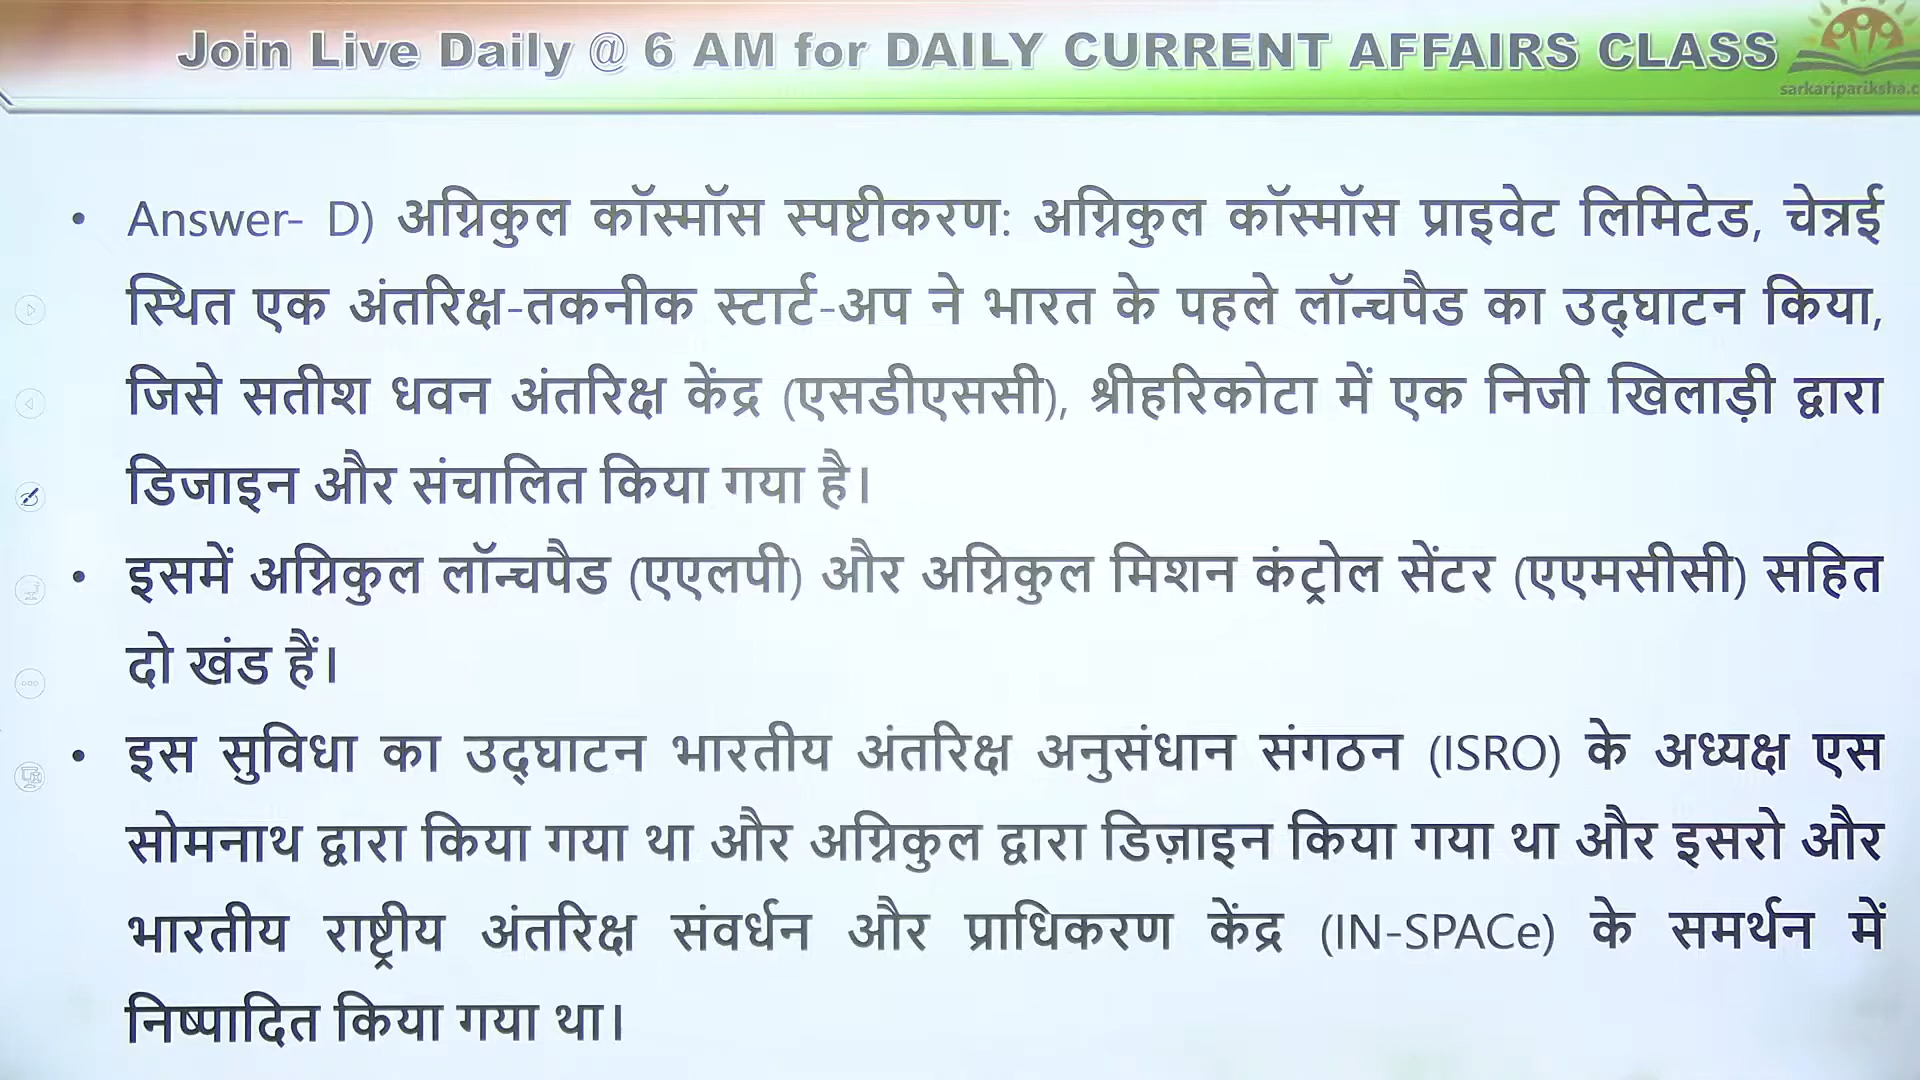 Join Live Daily @ 6 AM for DAILY CURRENT AFFAIRS CLASS
sarkaripariksha.c
• Answer- D) अग्निकुल कॉस्मॉस स्पष्टीकरण: अग्निकुल कॉस्मॉस प्राइवेट लिमिटेड, चेन्नई
स्थित एक अंतरिक्ष-तकनीक स्टार्ट-अप ने भारत के पहले लॉन्चपैड का उद्घाटन किया,
जिसे सतीश धवन अंतरिक्ष केंद्र (एसडीएससी), श्रीहरिकोटा में एक निजी खिलाड़ी द्वारा
डिजाइन और संचालित किया गया है।
• इसमें अग्निकुल लॉन्चपैड (एएलपी) और अग्निकुल मिशन कंट्रोल सेंटर (एएमसीसी) सहित
दो खंड हैं।
• इस सुविधा का उद्घाटन भारतीय अंतरिक्ष अनुसंधान संगठन (ISRO) के अध्यक्ष एस
सोमनाथ द्वारा किया गया था और अग्निकुल द्वारा डिज़ाइन किया गया था और इसरो और
भारतीय राष्ट्रीय अंतरिक्ष संवर्धन और प्राधिकरण केंद्र (IN-SPACe) के समर्थन में
निष्पादित किया गया था।